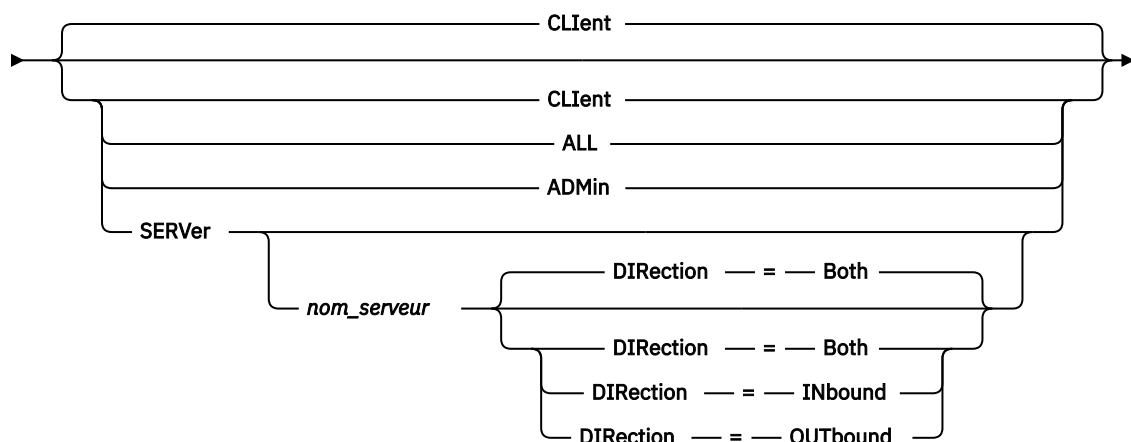 CLIent
CLIent
ALL
ADMin
SERVer
DIRection = Both
nom_serveur
DIRection = Both
DIRection = INbound
DIRection = OUTbound